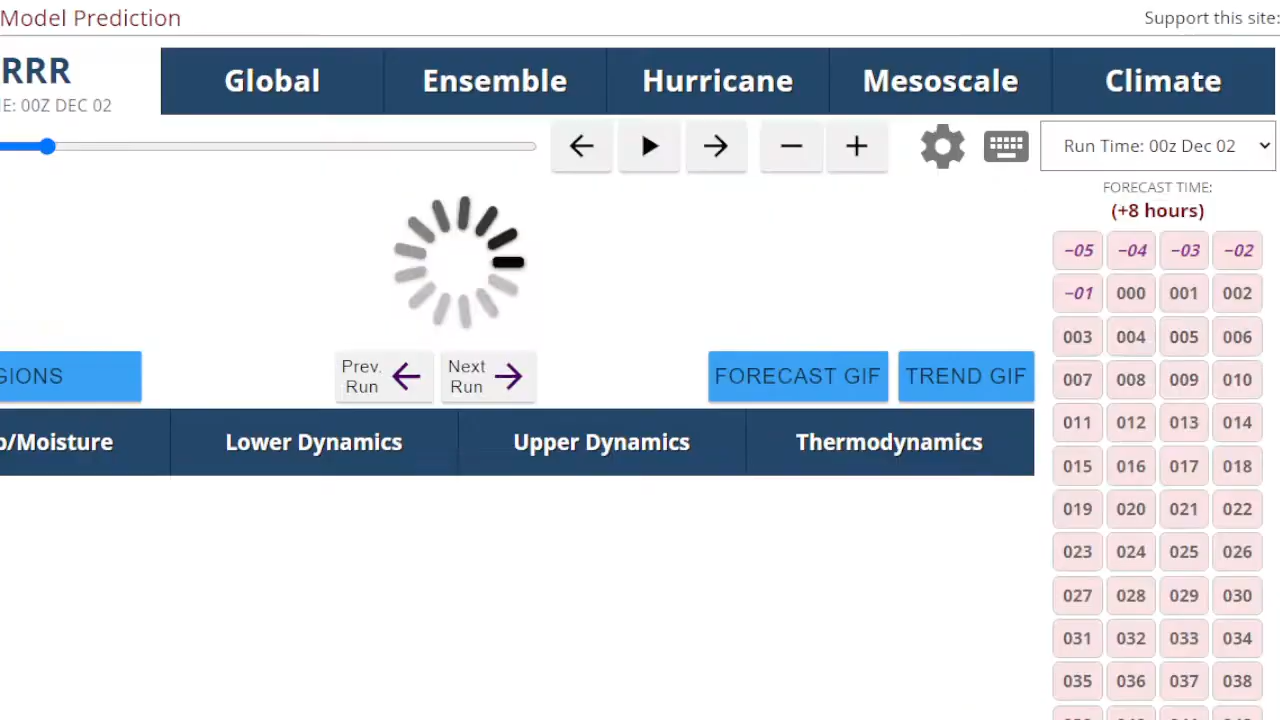 Model Prediction
Support this site:
RRR
E: 00Z DEC 02
Global
Ensemble
Hurricane
Mesoscale
Climate
Run Time: 00z Dec 02
FORECAST TIME:
(+8 hours)
−05 −04 −03 −02
−01 000 001 002
003 004 005 006
007 008 009 010
011 012 013 014
015 016 017 018
019 020 021 022
023 024 025 026
027 028 029 030
031 032 033 034
035 036 037 038
GIONS
Prev. Run
Next Run
FORECAST GIF
TREND GIF
p/Moisture
Lower Dynamics
Upper Dynamics
Thermodynamics